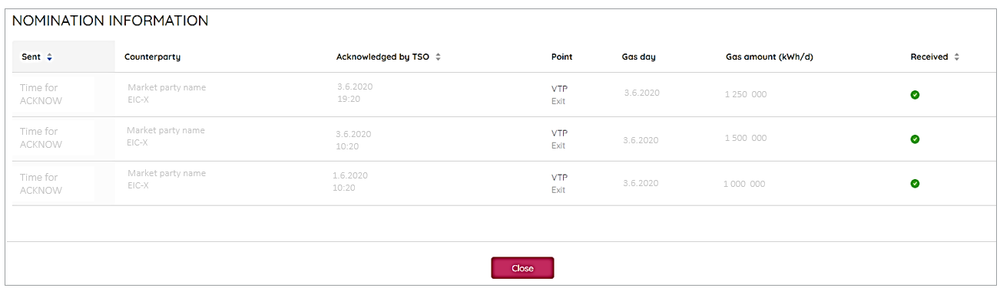 NOMINATION INFORMATION
Sent Counterparty Acknowledged by TSO Point Gas day Gas amount (kWh/d) Received
Time for Market party name 3.6.2020 VTP 3.6.2020 1 250 000
ACKNOW EIC-X 19:20 Exit
Time for Market party name 3.6.2020 VTP 3.6.2020 1 500 000
ACKNOW EIC-X 10:20 Exit
Time for Market party name 1.6.2020 VTP 3.6.2020 1 000 000
ACKNOW EIC-X 10:20 Exit
Close